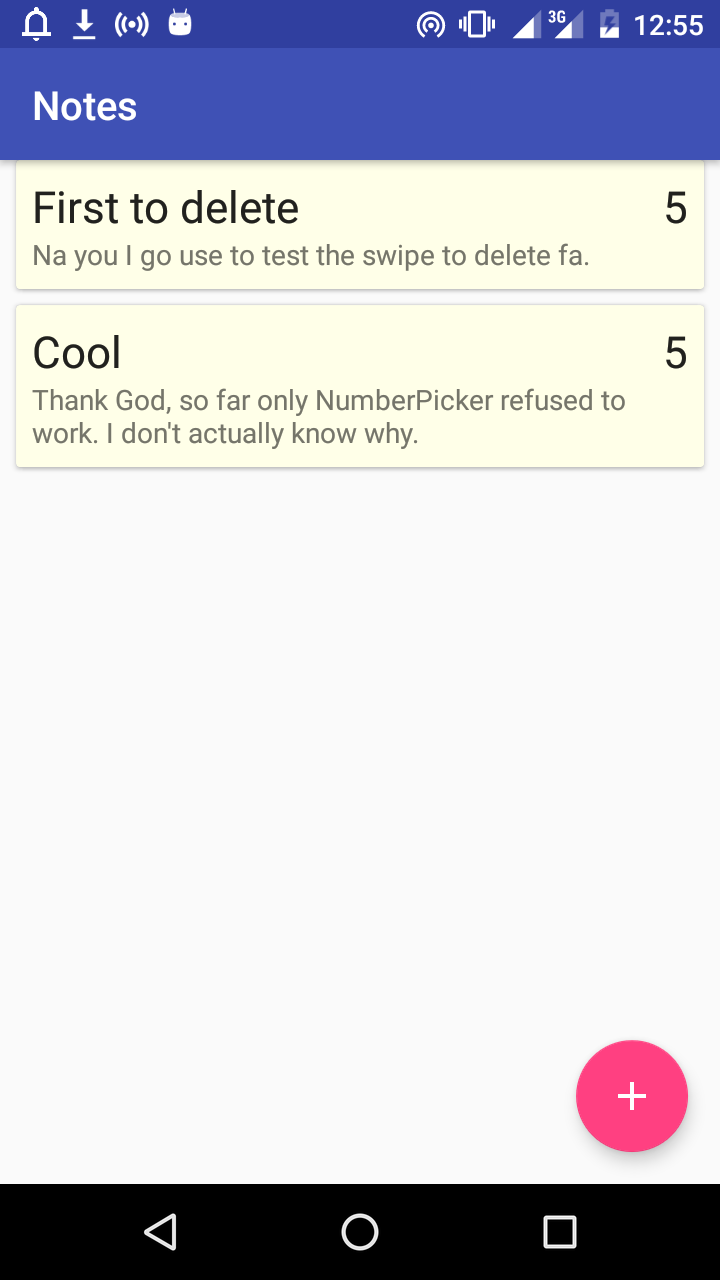 3G 12:55
Notes
First to delete 5
Na you I go use to test the swipe to delete fa.
Cool 5
Thank God, so far only NumberPicker refused to
work. I don't actually know why.